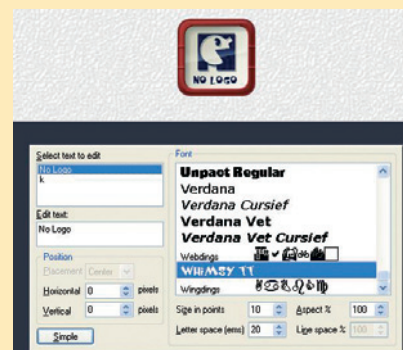 NO LOGO
Select text to edit
No Logo
k
Edit text:
No Logo
Position
Placement Center
Horizontal 0 pixels
Vertical 0 pixels
Simple
Font
Unpact Regular
Verdana
Verdana Cursief
Verdana Vet
Verdana Vet Cursief
Webdings
WHIMSY TT
Wingdings
Size in points 10 Aspect % 100
Letter space (ems) 20 Line space % 100